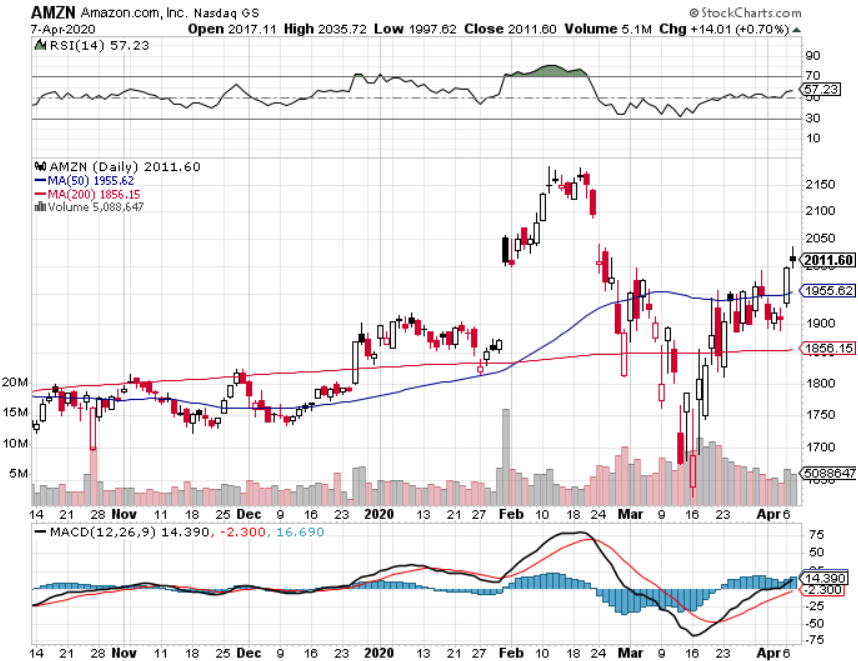 AMZN Amazon.com, Inc. Nasdaq GS © StockCharts.com
7-Apr-2020 Open 2017.11 High 2035.72 Low 1997.62 Close 2011.60 Volume 5.1M Chg +14.01 (+0.70%)
RSI(14) 57.23
90
70
57.23
50
30
10
AMZN (Daily) 2011.60
MA(50) 1955.62
MA(200) 1856.15
Volume 5,088,647
2150
2100
2050
2011.60
1955.62
1900
1856.15
1800
1750
1700
5088647
20M
15M
10M
5M
14 21 28 Nov 11 18 25 Dec 9 16 23 2020 13 21 27 Feb 10 18 24 Mar 9 16 23 Apr 6
MACD(12,26,9) 14.390, -2.300, 16.690
75
50
14.390
-2.300
-25
-50
-75
14 21 28 Nov 11 18 25 Dec 9 16 23 2020 13 21 27 Feb 10 18 24 Mar 9 16 23 Apr 6